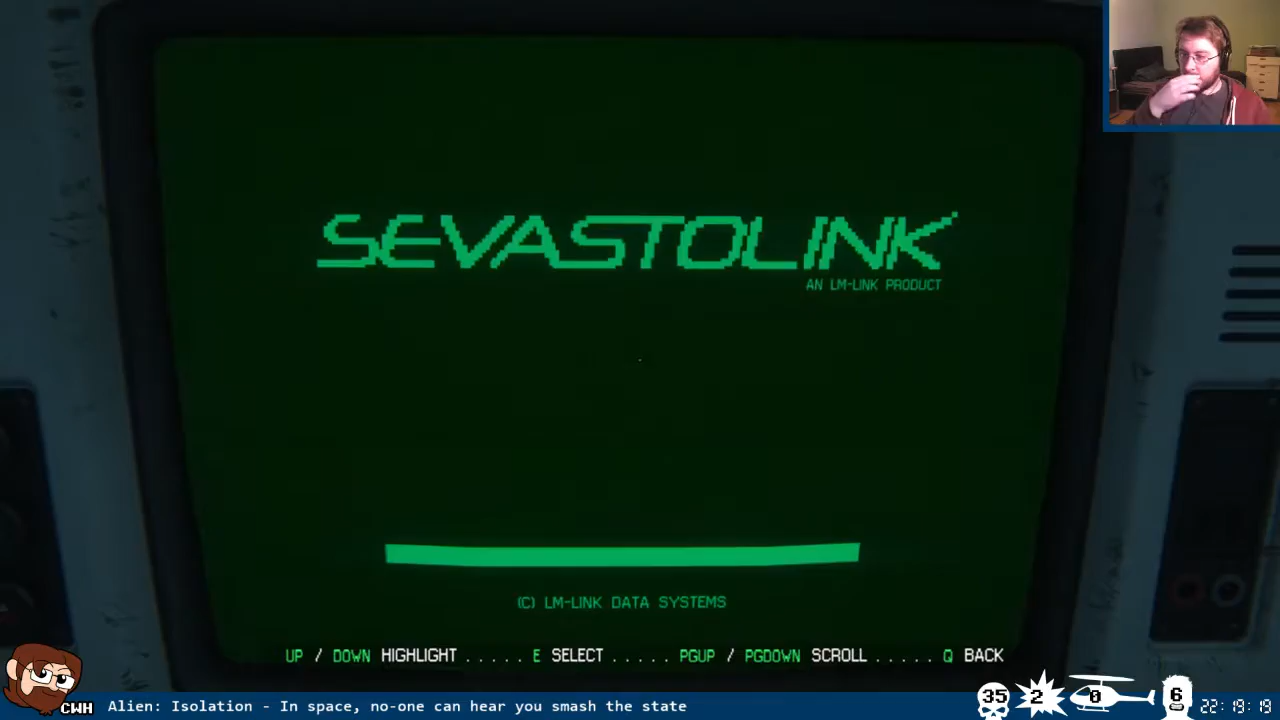 SEVASTOLINK
AN LM-LINK PRODUCT
(C) LM-LINK DATA SYSTEMS
UP / DOWN HIGHLIGHT ..... E SELECT ..... PGUP / PGDOWN SCROLL ..... Q BACK
35 2 0 6
CWH Alien: Isolation - In space, no-one can hear you smash the state 22:19:19